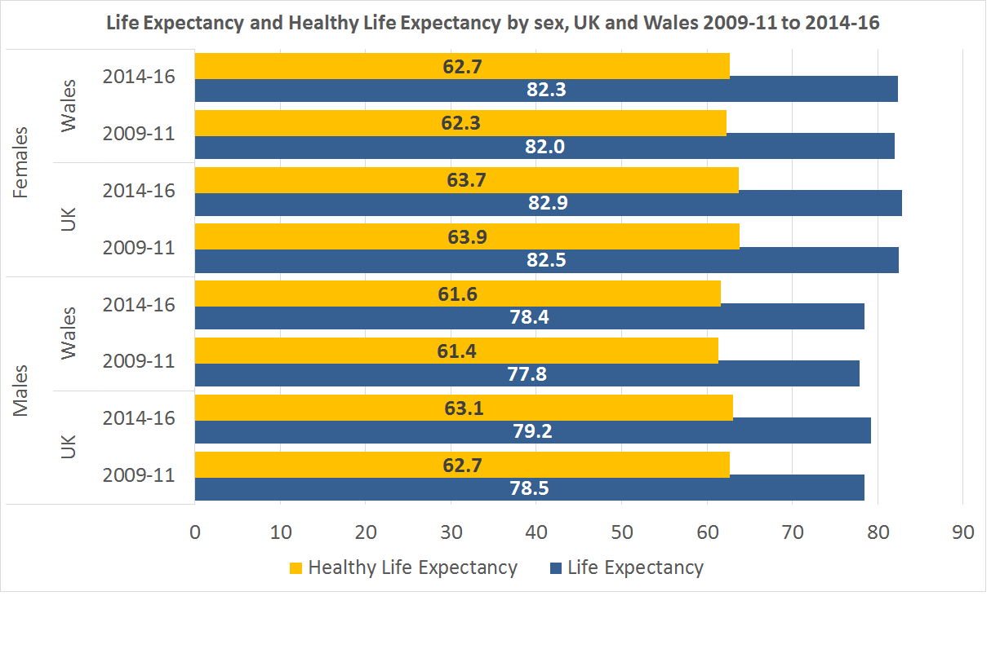 Life Expectancy and Healthy Life Expectancy by sex, UK and Wales 2009-11 to 2014-16
Females
Wales
2014-16
62.7
82.3
2009-11
62.3
82.0
UK
2014-16
63.7
82.9
2009-11
63.9
82.5
Males
Wales
2014-16
61.6
78.4
2009-11
61.4
77.8
UK
2014-16
63.1
79.2
2009-11
62.7
78.5
0 10 20 30 40 50 60 70 80 90
Healthy Life Expectancy Life Expectancy